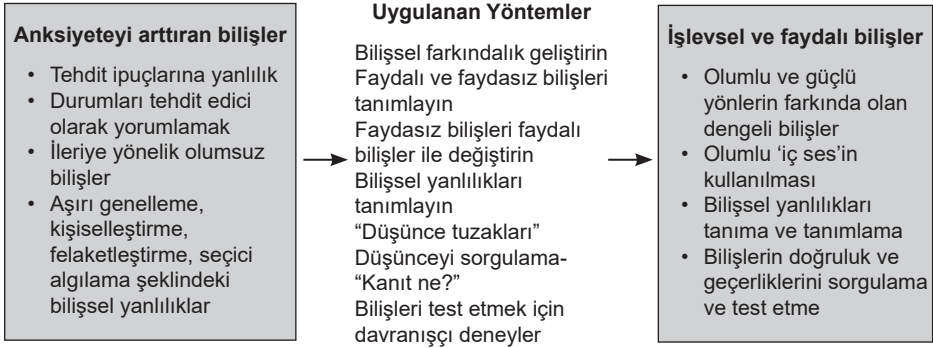 Anksiyeteyi arttıran bilişler
• Tehdit ipuçlarına yanlılık
• Durumları tehdit edici
olarak yorumlamak
• İleriye yönelik olumsuz
bilişler
• Aşırı genelleme,
kişiselleştirme,
felaketleştirme, seçici
algılama şeklindeki
bilişsel yanlılıklar
Uygulanan Yöntemler
Bilişsel farkındalık geliştirin
Faydalı ve faydasız bilişleri
tanımlayın
Faydasız bilişleri faydalı
bilişler ile değiştirin
Bilişsel yanlılıkları
tanımlayın
“Düşünce tuzakları”
Düşünceyi sorgulama-
“Kanıt ne?”
Bilişleri test etmek için
davranışçı deneyler
İşlevsel ve faydalı bilişler
• Olumlu ve güçlü
yönlerin farkında olan
dengeli bilişler
• Olumlu ‘iç ses’in
kullanılması
• Bilişsel yanlılıkları
tanıma ve tanımlama
• Bilişlerin doğruluk ve
geçerliklerini sorgulama
ve test etme